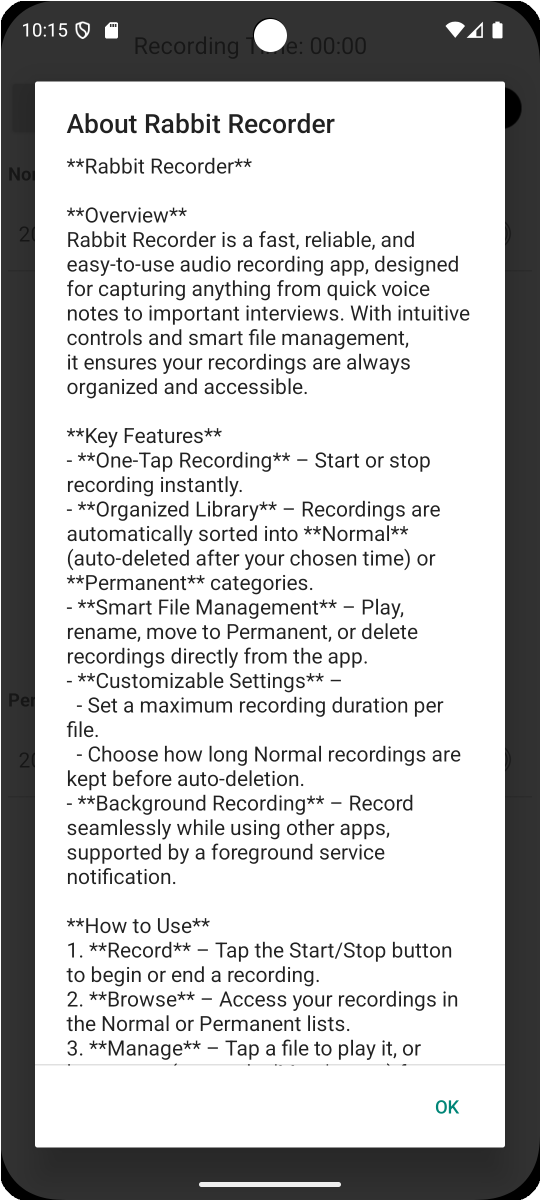 10:15
Recording Time: 00:00
About Rabbit Recorder
**Rabbit Recorder**
**Overview**
Rabbit Recorder is a fast, reliable, and
easy-to-use audio recording app, designed
for capturing anything from quick voice
notes to important interviews. With intuitive
controls and smart file management,
it ensures your recordings are always
organized and accessible.
**Key Features**
- **One-Tap Recording** – Start or stop
recording instantly.
- **Organized Library** – Recordings are
automatically sorted into **Normal**
(auto-deleted after your chosen time) or
**Permanent** categories.
- **Smart File Management** – Play,
rename, move to Permanent, or delete
recordings directly from the app.
- **Customizable Settings** –
- Set a maximum recording duration per
file.
- Choose how long Normal recordings are
kept before auto-deletion.
- **Background Recording** – Record
seamlessly while using other apps,
supported by a foreground service
notification.
**How to Use**
1. **Record** – Tap the Start/Stop button
to begin or end a recording.
2. **Browse** – Access your recordings in
the Normal or Permanent lists.
3. **Manage** – Tap a file to play it, or
OK